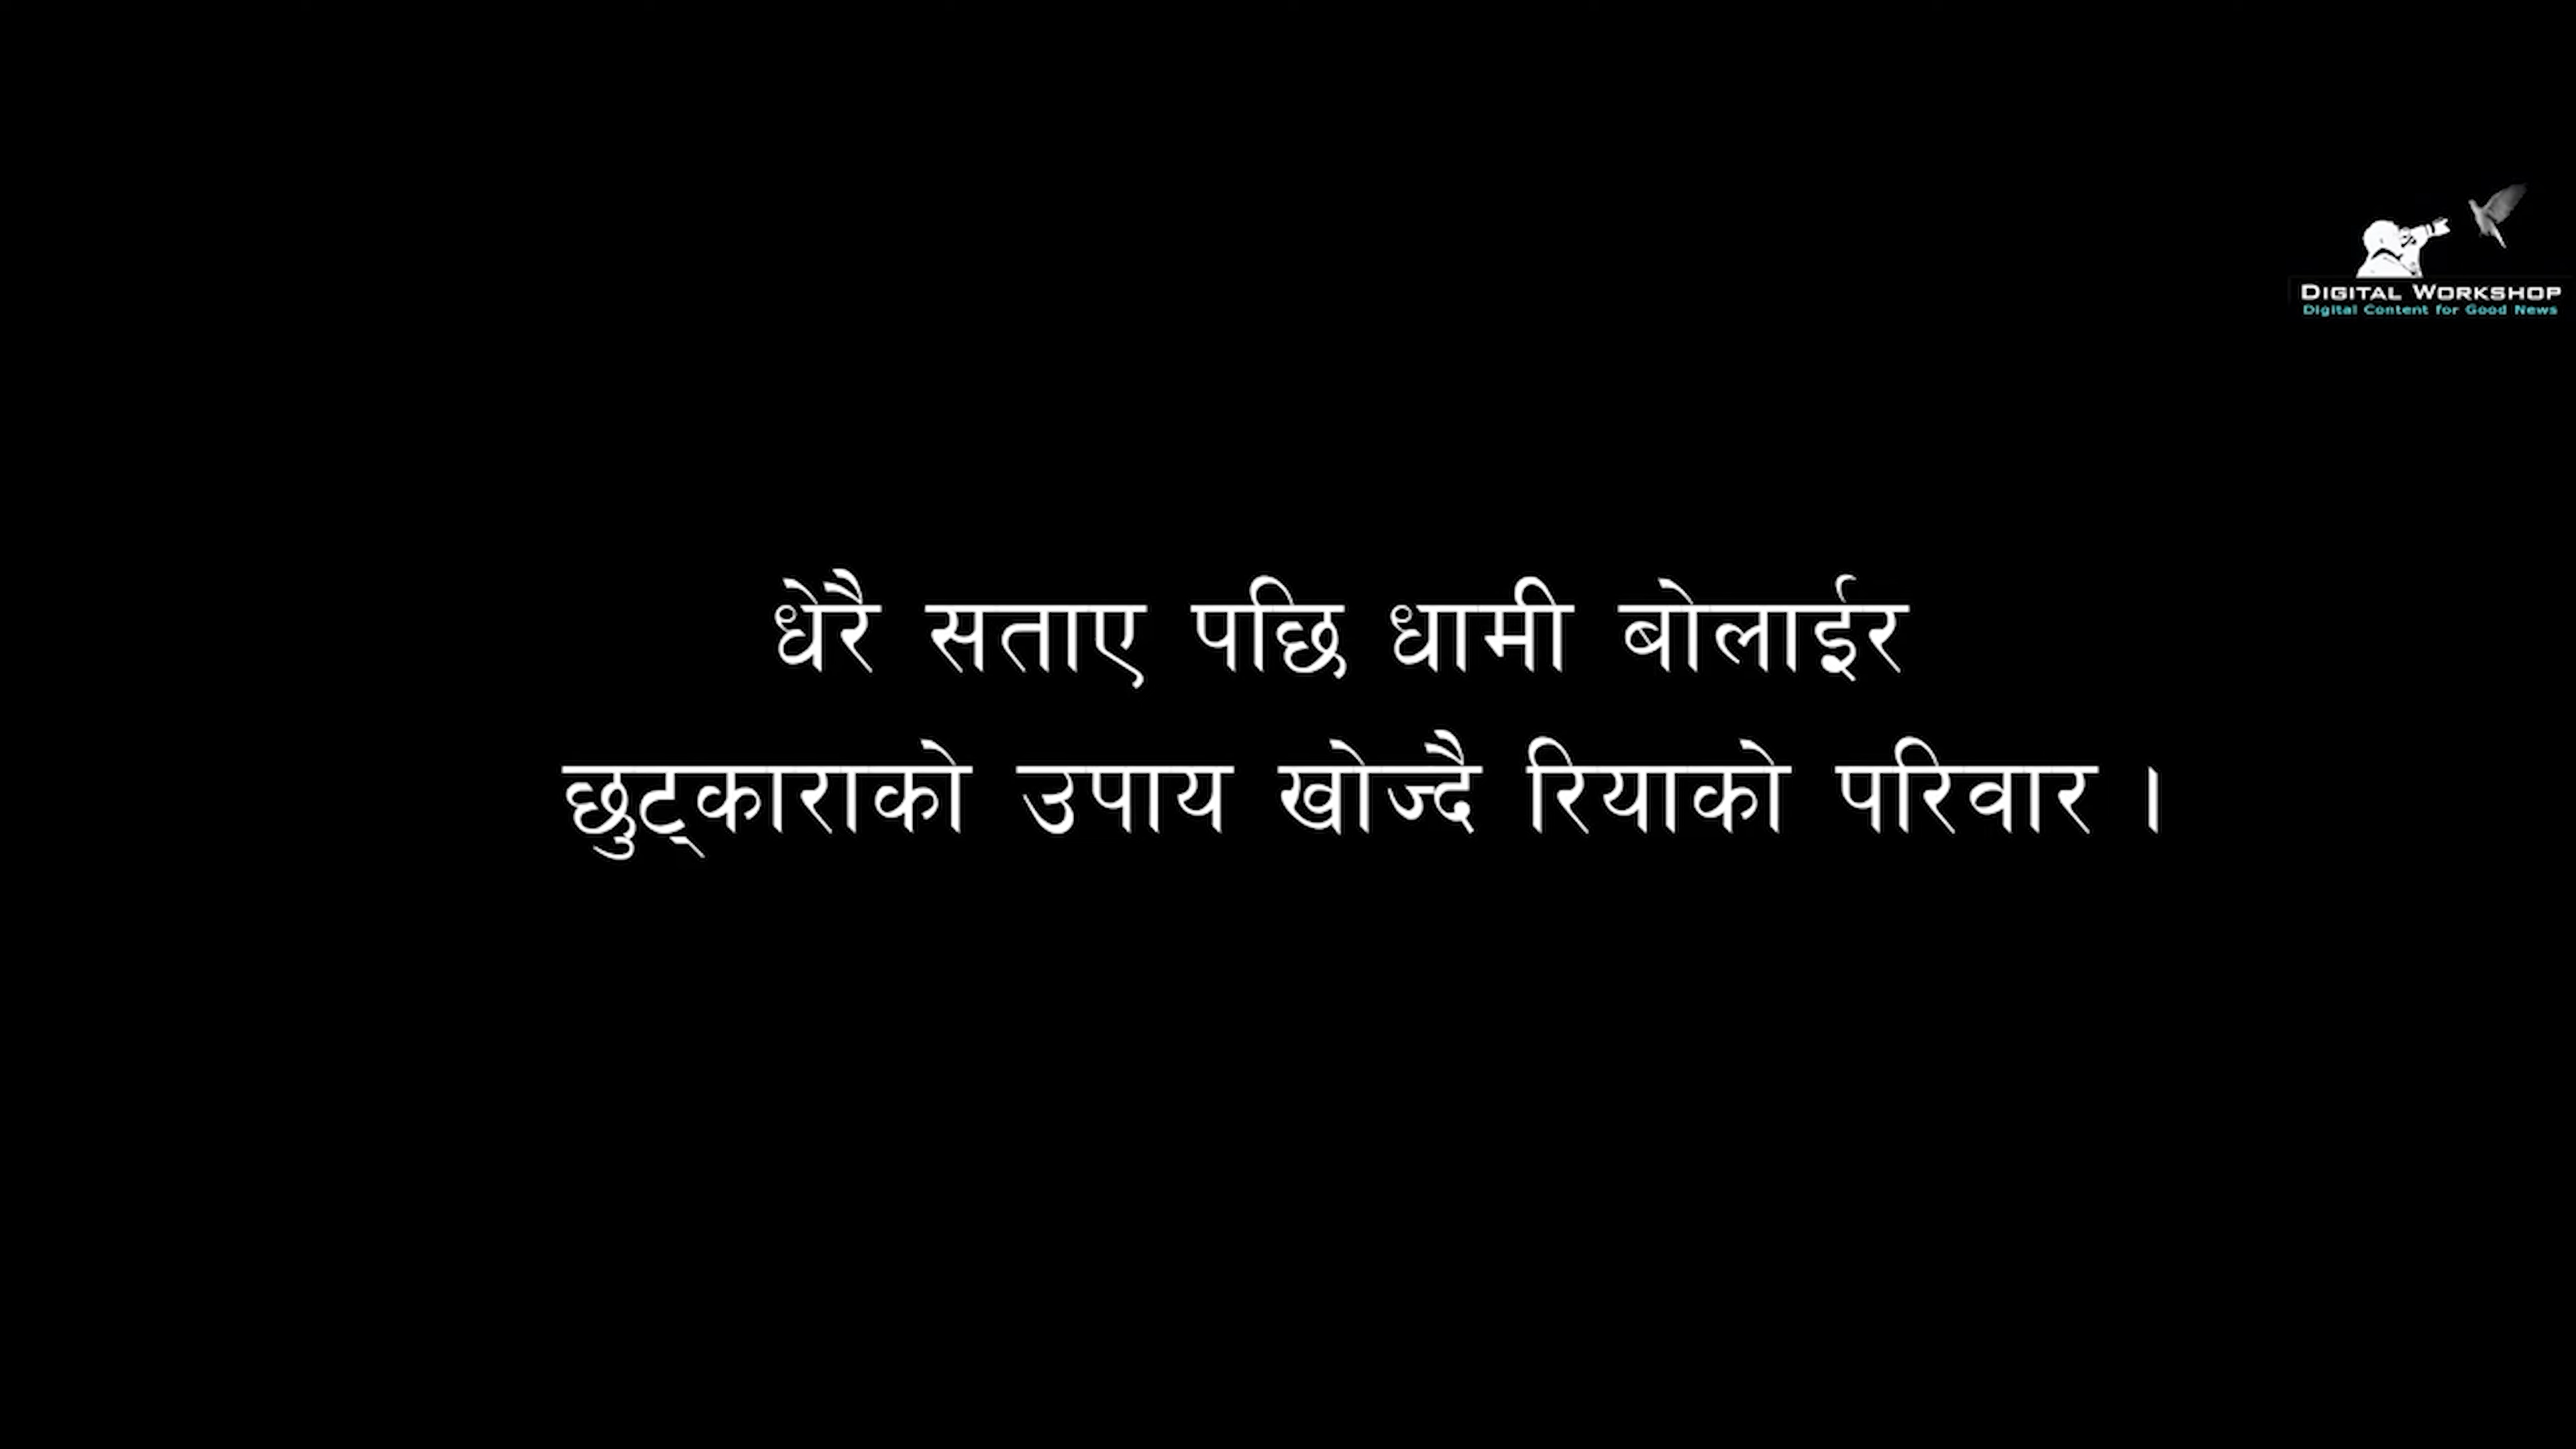 DIGITAL WORKSHOP
Digital Content for Good News
धेरै सताए पछि धामी बोलाईर
छुट्काराको उपाय खोज्दै रियाको परिवार ।